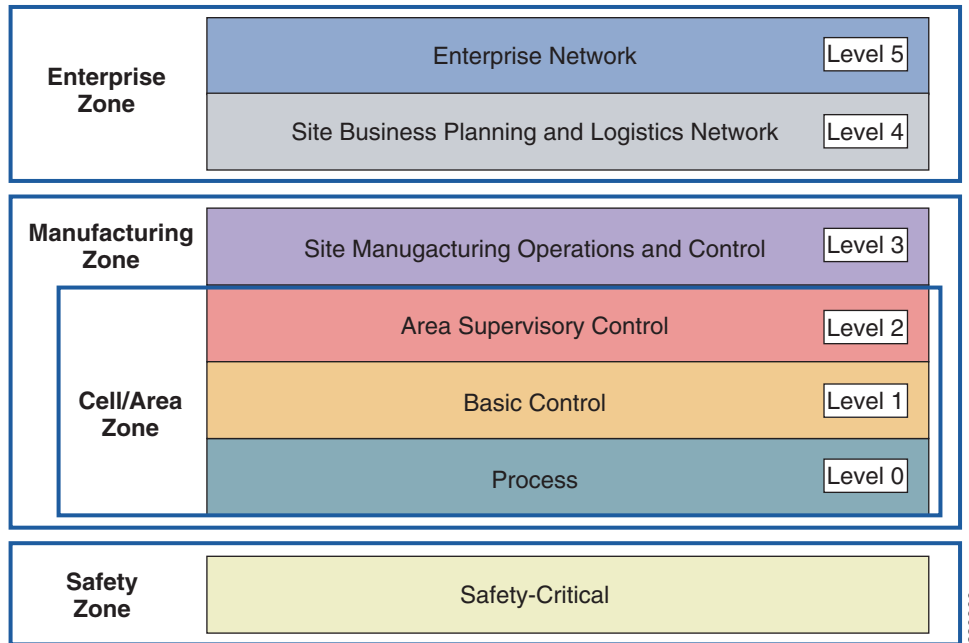 Enterprise
Zone
Enterprise Network
Level 5
Site Business Planning and Logistics Network
Level 4
Manufacturing
Zone
Site Manugacturing Operations and Control
Level 3
Cell/Area
Zone
Area Supervisory Control
Level 2
Basic Control
Level 1
Process
Level 0
Safety
Zone
Safety-Critical